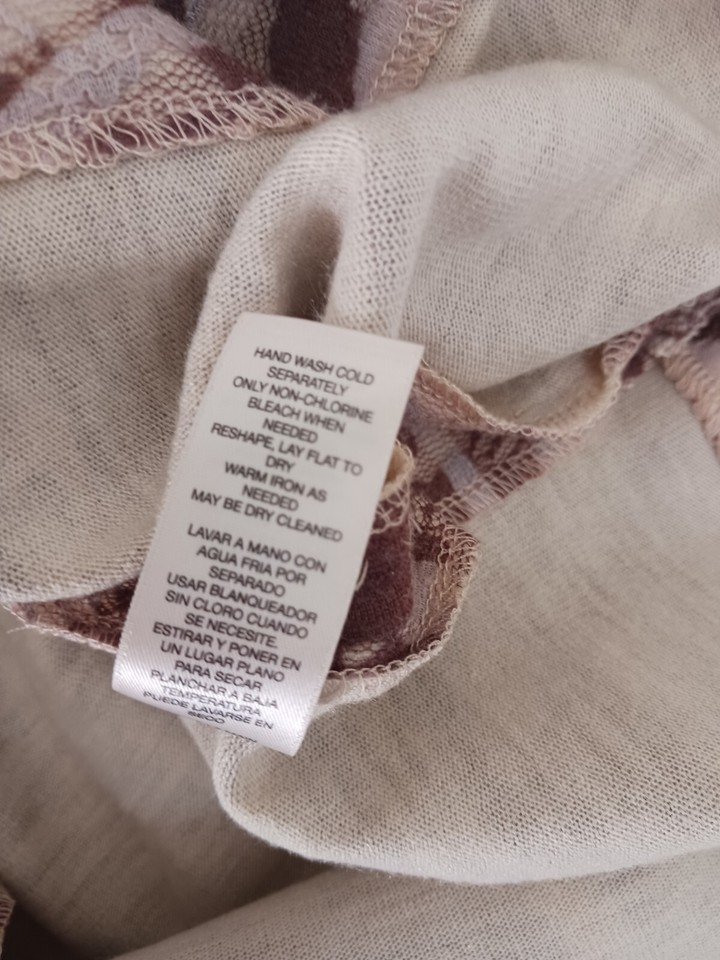 HAND WASH COLD
SEPARATELY
ONLY NON-CHLORINE
BLEACH WHEN
NEEDED
RESHAPE, LAY FLAT TO
DRY
WARM IRON AS
NEEDED
MAY BE DRY CLEANED
LAVAR A MANO CON
AGUA FRIA POR
SEPARADO
USAR BLANQUEADOR
SIN CLORO CUANDO
SE NECESITE.
ESTIRAR Y PONER EN
UN LUGAR PLANO
PARA SECAR
PLANCHAR A BAJA
TEMPERATURA
PUEDE LAVARSE EN
SECO